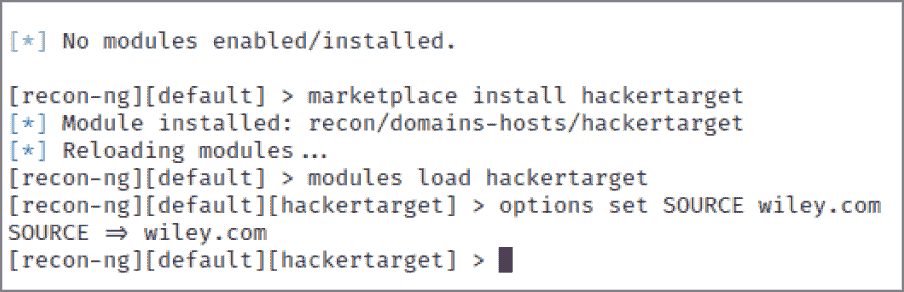 [*] No modules enabled/installed.
[recon-ng][default] > marketplace install hackertarget
[*] Module installed: recon/domains-hosts/hackertarget
[*] Reloading modules...
[recon-ng][default] > modules load hackertarget
[recon-ng][default][hackertarget] > options set SOURCE wiley.com
SOURCE ⇒ wiley.com
[recon-ng][default][hackertarget] >